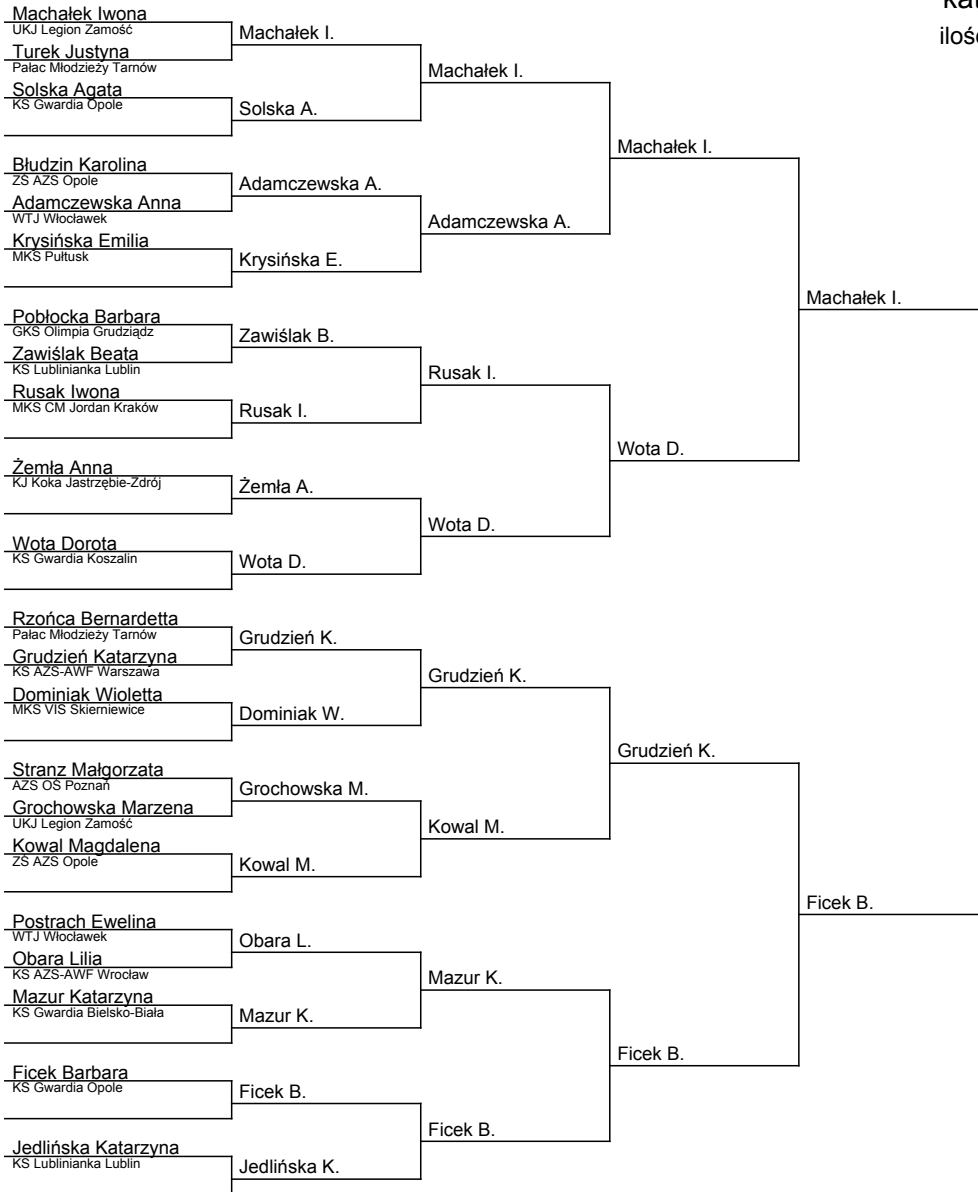 Machałek Iwona
UKJ Legion Zamość
Turek Justyna
Pałac Młodzieży Tarnów
Solska Agata
KS Gwardia Opole
Błudzin Karolina
ZŚ AZS Opole
Adamczewska Anna
WTJ Włocławek
Krysińska Emilia
MKS Pułtusk
Pobłocka Barbara
GKS Olimpia Grudziądz
Zawiślak Beata
KS Lublinianka Lublin
Rusak Iwona
MKS CM Jordan Kraków
Żemła Anna
KJ Koka Jastrzębie-Zdrój
Wota Dorota
KS Gwardia Koszalin
Rzońca Bernardetta
Pałac Młodzieży Tarnów
Grudzień Katarzyna
KS AZS-AWF Warszawa
Dominiak Wioletta
MKS VIS Skierniewice
Stranz Małgorzata
AZS OŚ Poznań
Grochowska Marzena
UKJ Legion Zamość
Kowal Magdalena
ZŚ AZS Opole
Postrach Ewelina
WTJ Włocławek
Obara Lilia
KS AZS-AWF Wrocław
Mazur Katarzyna
KS Gwardia Bielsko-Biała
Ficek Barbara
KS Gwardia Opole
Jedlińska Katarzyna
KS Lublinianka Lublin
Machałek I.
Solska A.
Adamczewska A.
Krysińska E.
Zawiślak B.
Rusak I.
Żemła A.
Wota D.
Grudzień K.
Dominiak W.
Grochowska M.
Kowal M.
Obara L.
Mazur K.
Ficek B.
Jedlińska K.
Machałek I.
Adamczewska A.
Rusak I.
Wota D.
Grudzień K.
Kowal M.
Mazur K.
Ficek B.
Machałek I.
Wota D.
Grudzień K.
Ficek B.
Machałek I.
Ficek B.